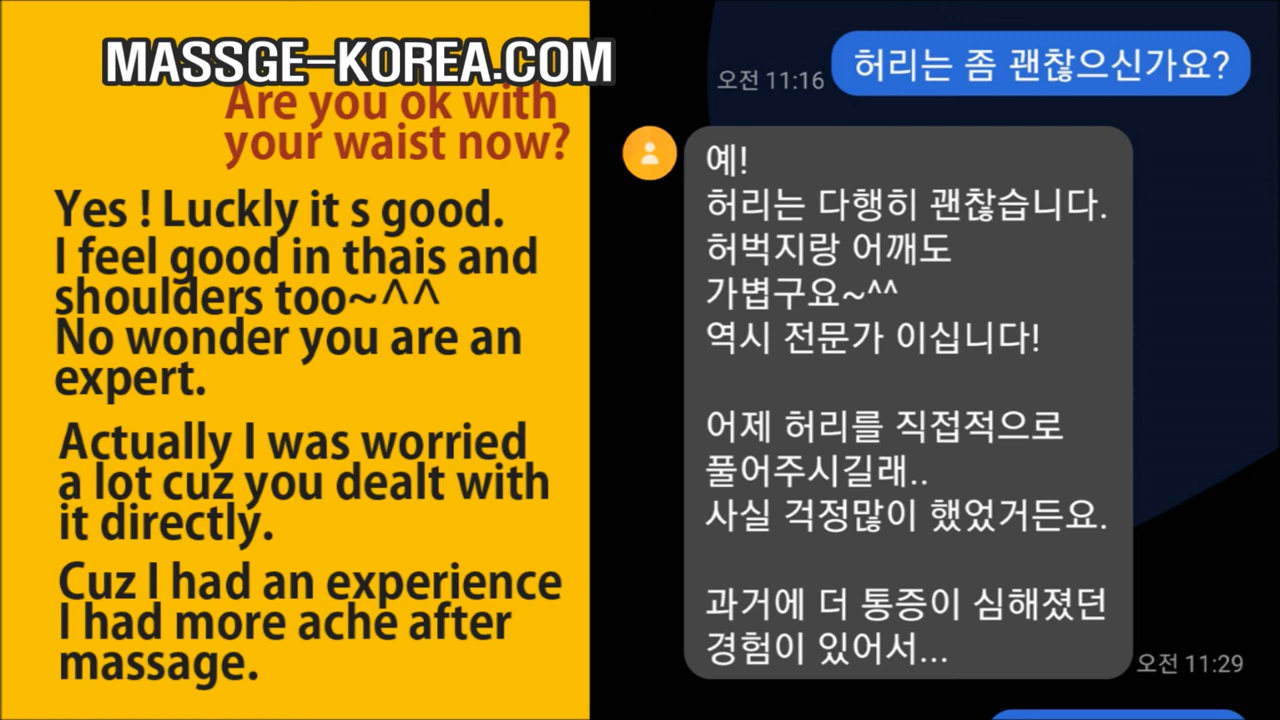 MASSGE-KOREA.COM
Are you ok with
your waist now?
Yes ! Luckly it s good.
I feel good in thais and
shoulders too~^^
No wonder you are an
expert.
Actually I was worried
a lot cuz you dealt with
it directly.
Cuz I had an experience
I had more ache after
massage.
오전 11:16
허리는 좀 괜찮으신가요?
예!
허리는 다행히 괜찮습니다.
허벅지랑 어깨도
가볍구요~^^
역시 전문가 이십니다!
어제 허리를 직접적으로
풀어주시길래..
사실 걱정많이 했었거든요.
과거에 더 통증이 심해졌던
경험이 있어서...
오전 11:29